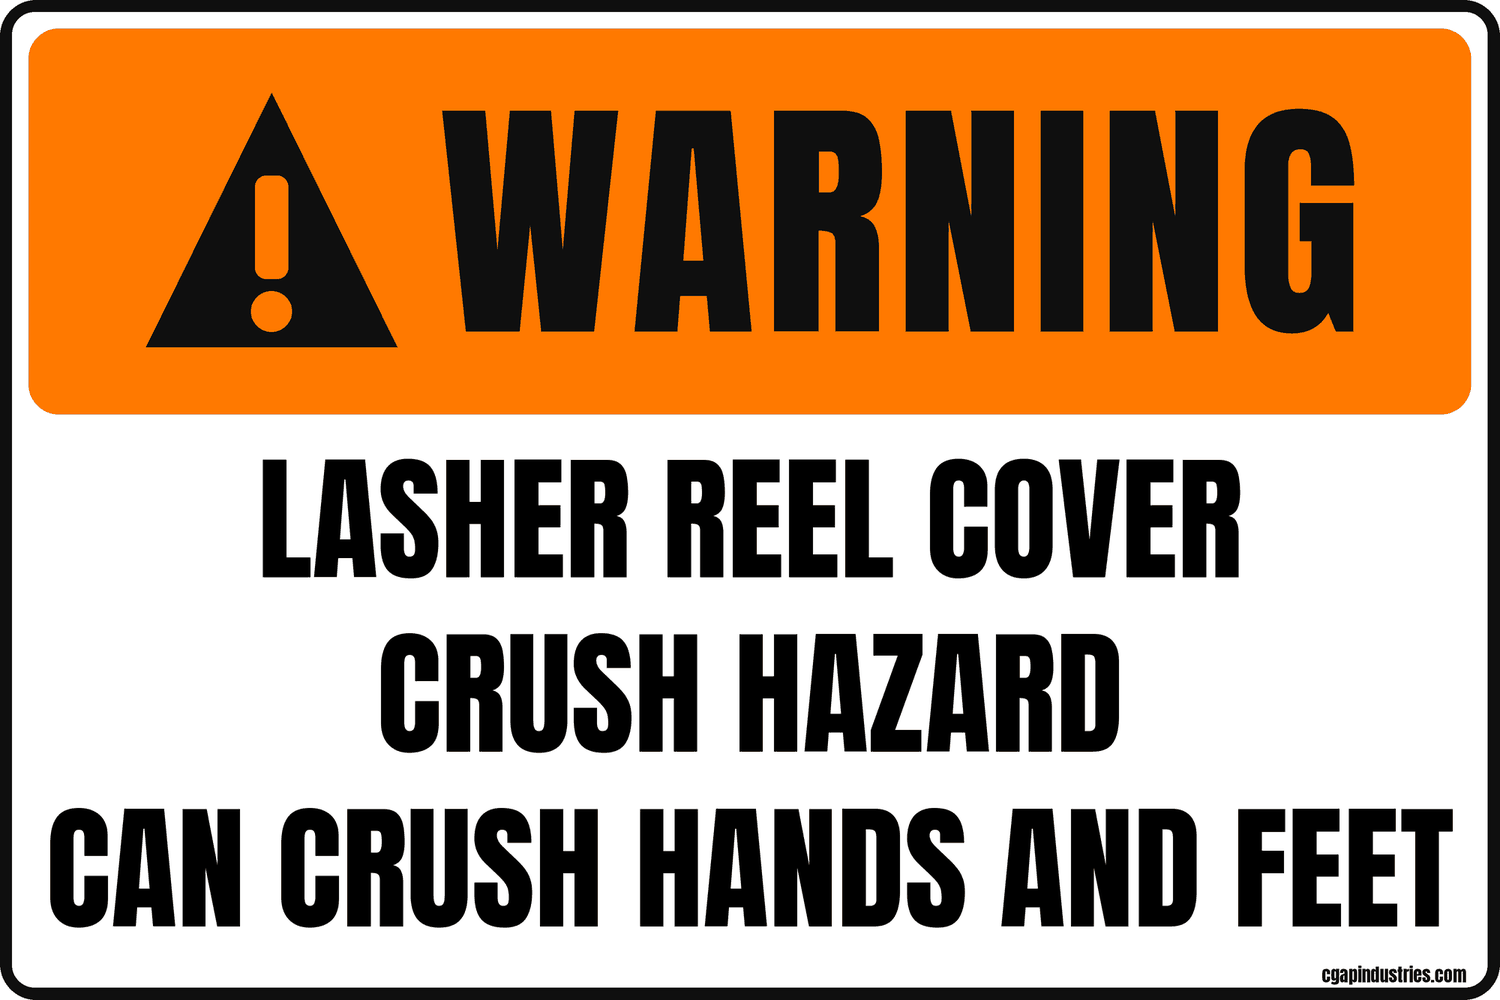 WARNING
LASHER REEL COVER
CRUSH HAZARD
CAN CRUSH HANDS AND FEET
cgapindustries.com